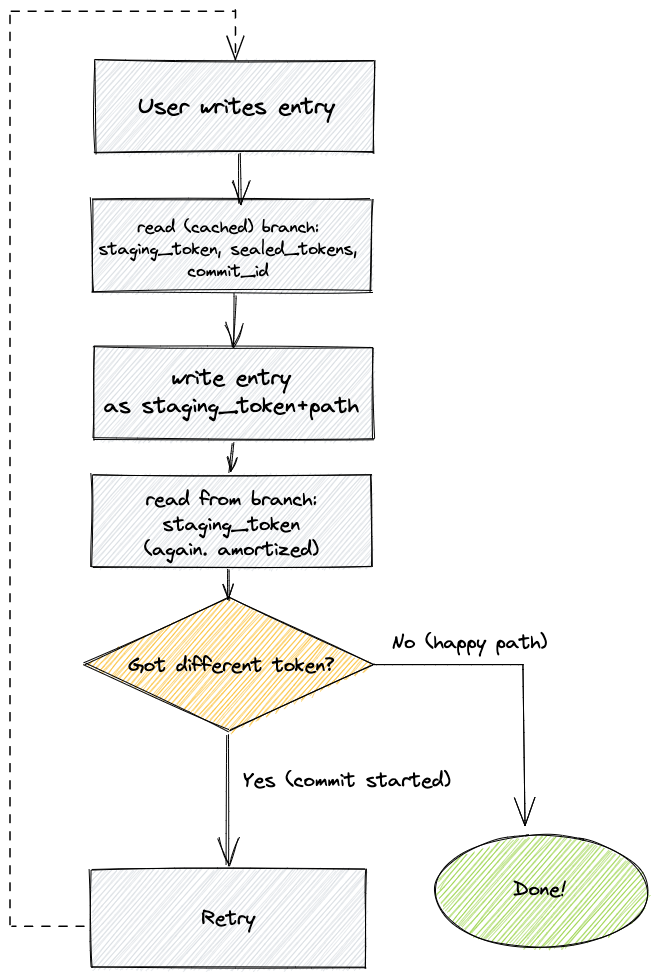 User writes entry
read (cached) branch:
staging_token, sealed_tokens,
commit_id
write entry
as staging_token+path
read from branch:
staging_token
(again. amortized)
Got different token?
No (happy path)
Yes (commit started)
Done!
Retry